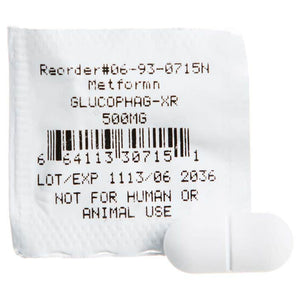 Reorder#06-93-0715N
Metformn
GLUCOPHAG-XR
500MG
6 64113 30715 1
LOT/EXP 1113/06 2036
NOT FOR HUMAN OR
ANIMAL USE